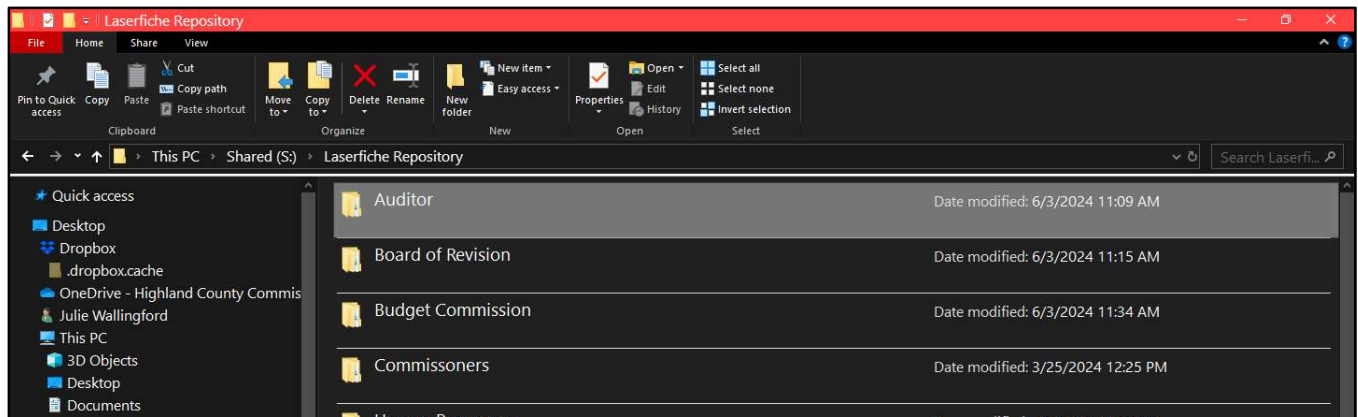 Laserfiche Repository
File Home Share View
Pin to Quick access
Copy
Paste
Cut
Copy path
Paste shortcut
Clipboard
Move to
Copy to
Delete
Rename
Organize
New folder
New item
Easy access
New
Properties
Open
Edit
History
Open
Select all
Select none
Invert selection
Select
This PC > Shared (S:) > Laserfiche Repository
Search Laserfi...
Quick access
Desktop
Dropbox
.dropbox.cache
OneDrive - Highland County Commis
Julie Wallingford
This PC
3D Objects
Desktop
Documents
Auditor Date modified: 6/3/2024 11:09 AM
Board of Revision Date modified: 6/3/2024 11:15 AM
Budget Commission Date modified: 6/3/2024 11:34 AM
Commissoners Date modified: 3/25/2024 12:25 PM